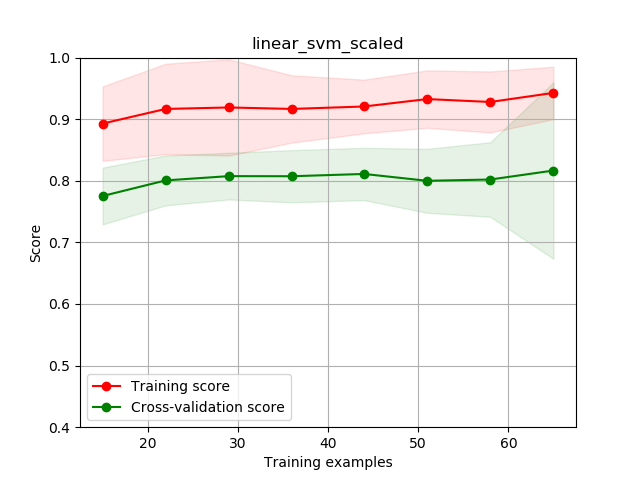 linear_svm_scaled
1.0
0.9
0.8
0.7
0.6
0.5
0.4
Score
Training score
Cross-validation score
20 30 40 50 60
Training examples